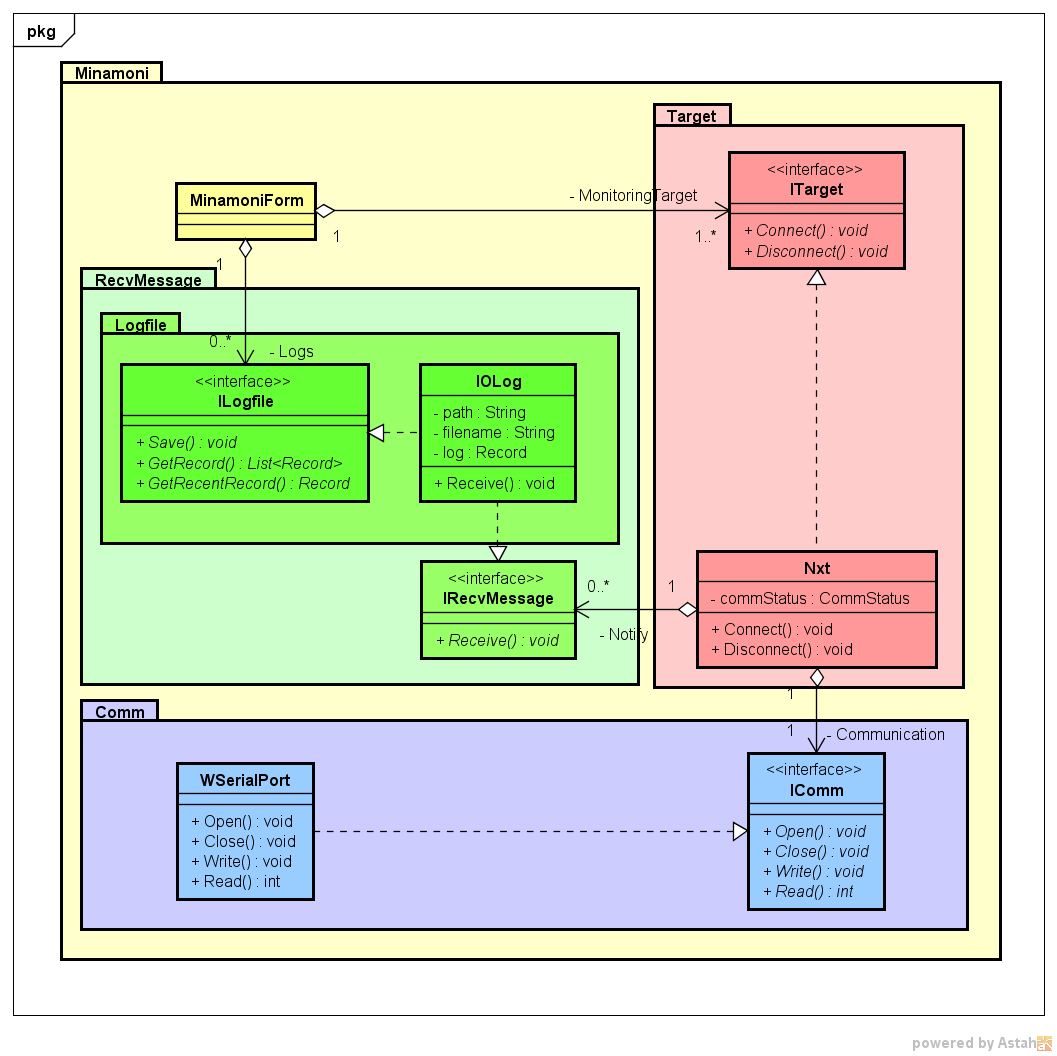 pkg
Minamoni
Target
<<interface>>
ITarget
+ Connect() : void
+ Disconnect() : void
MinamoniForm
- MonitoringTarget
1
1..*
1
RecvMessage
Logfile
0..*
- Logs
<<interface>>
ILogfile
+ Save() : void
+ GetRecord() : List<Record>
+ GetRecentRecord() : Record
IOLog
- path : String
- filename : String
- log : Record
+ Receive() : void
<<interface>>
IRecvMessage
+ Receive() : void
0..*
1
- Notify
Nxt
- commStatus : CommStatus
+ Connect() : void
+ Disconnect() : void
1
1
- Communication
Comm
WSerialPort
+ Open() : void
+ Close() : void
+ Write() : void
+ Read() : int
<<interface>>
IComm
+ Open() : void
+ Close() : void
+ Write() : void
+ Read() : int
powered by Astah